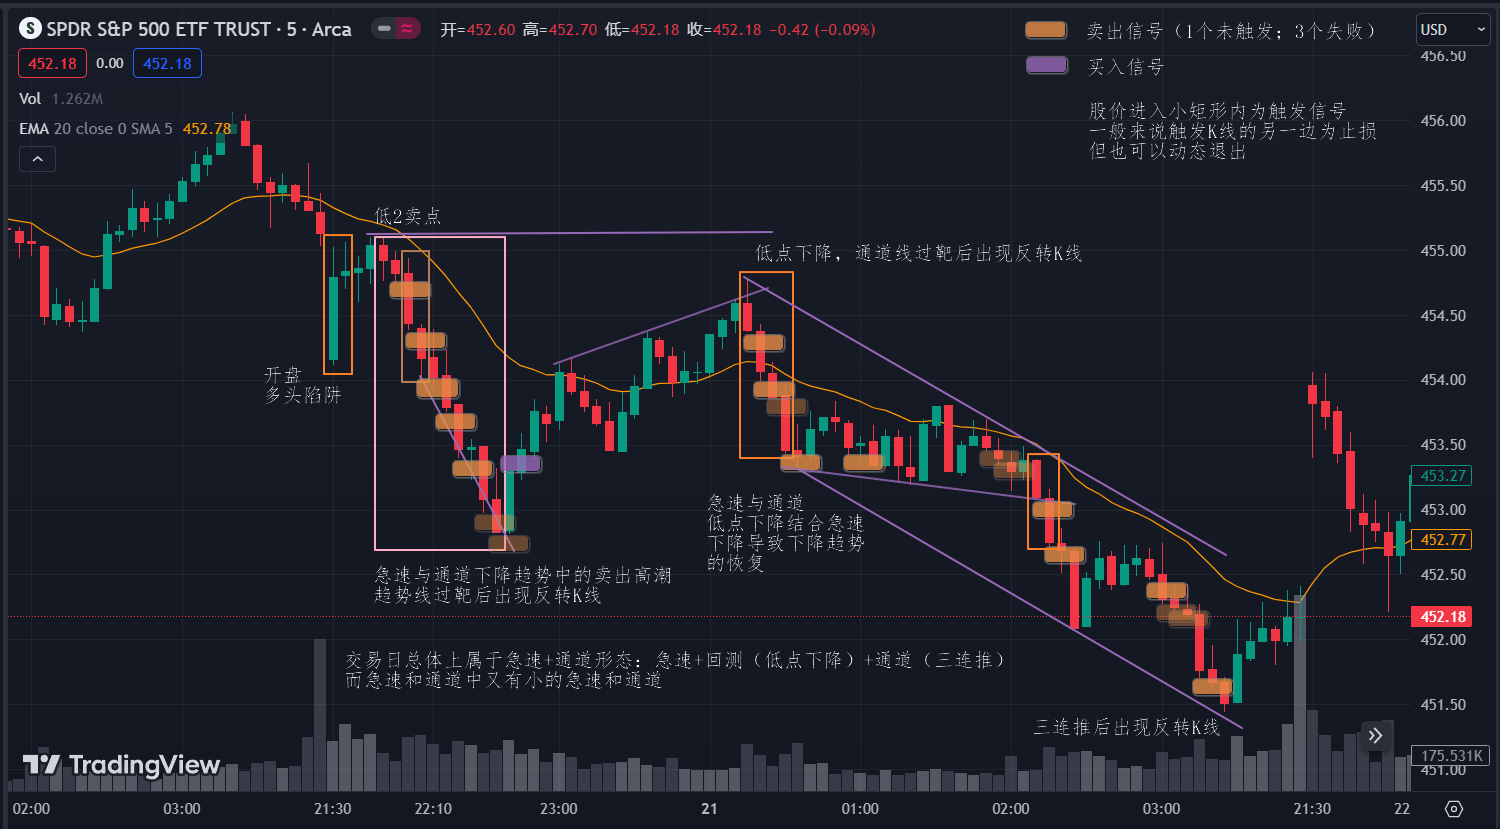 SPDR S&P 500 ETF TRUST · 5 · Arca
开=452.60 高=452.70 低=452.18 收=452.18 −0.42 (−0.09%)
452.18 0.00 452.18
Vol 1.262M
EMA 20 close 0 SMA 5 452.78
卖出信号（1个未触发；3个失败）
买入信号
股价进入小矩形内为触发信号
一般来说触发K线的另一边为止损
但也可以动态退出
USD
456.50
456.00
455.50
455.00
454.50
454.00
453.50
453.27
453.00
452.77
452.50
452.18
452.00
451.50
175.531K
451.00
低2卖点
低点下降，通道线过靶后出现反转K线
开盘
多头陷阱
急速与通道
低点下降结合急速
下降导致下降趋势
的恢复
急速与通道下降趋势中的卖出高潮
趋势线过靶后出现反转K线
交易日总体上属于急速+通道形态：急速+回测（低点下降）+通道（三连推）
而急速和通道中又有小的急速和通道
三连推后出现反转K线
TradingView
02:00 03:00 21:30 22:10 23:00 21 01:00 02:00 03:00 21:30 22